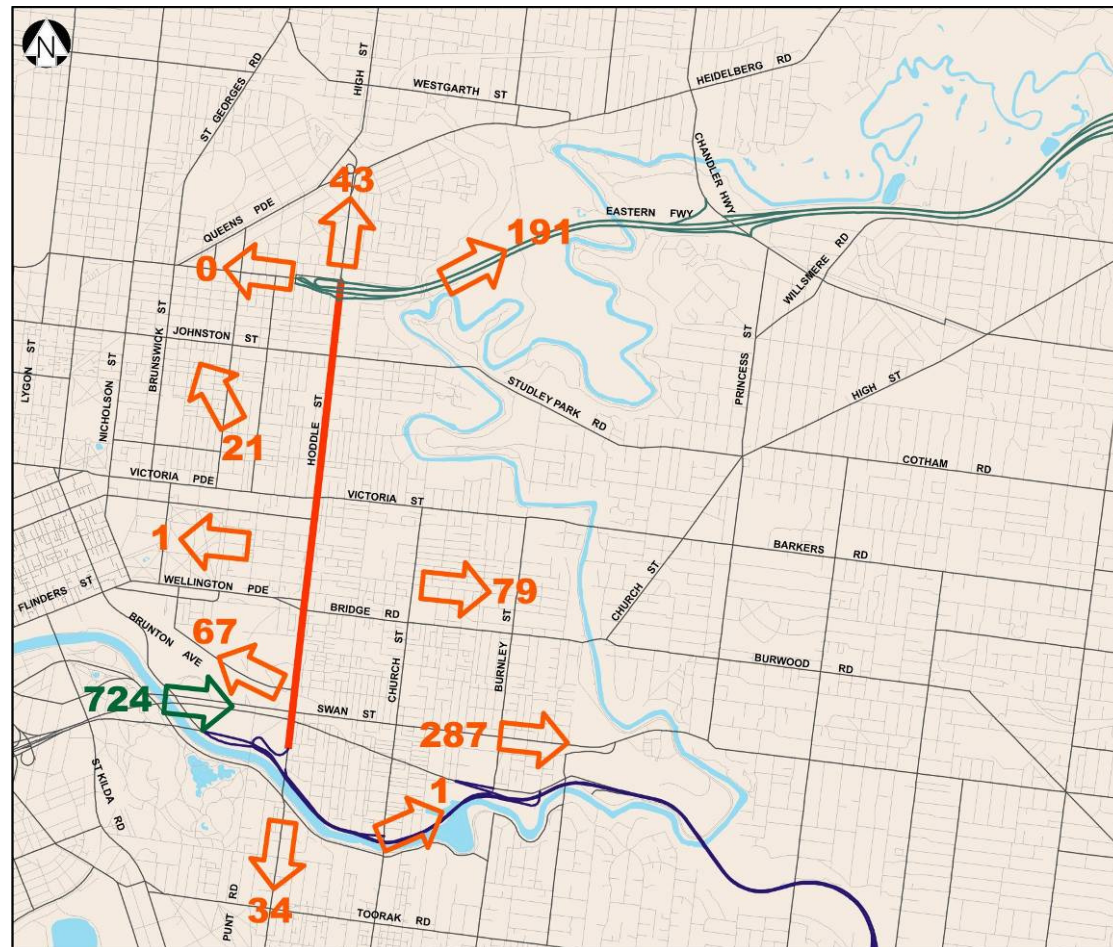 N
ST GEORGES RD
HIGH ST
WESTGARTH ST
HEIDELBERG RD
CHANDLER HWY
43
QUEENS PDE
191
EASTERN FWY
0
WILLSMERE RD
JOHNSTON ST
LYGON ST
NICHOLSON ST
BRUNSWICK ST
HODDLE ST
STUDLEY PARK RD
PRINCESS ST
HIGH ST
21
COTHAM RD
VICTORIA PDE
VICTORIA ST
1
BARKERS RD
FLINDERS ST
WELLINGTON PDE
79
BRIDGE RD
CHURCH ST
BRUNTON AVE
67
CHURCH ST
BURNLEY ST
BURWOOD RD
724
SWAN ST
287
ST KILDA RD
1
PUNT RD
34
TOORAK RD